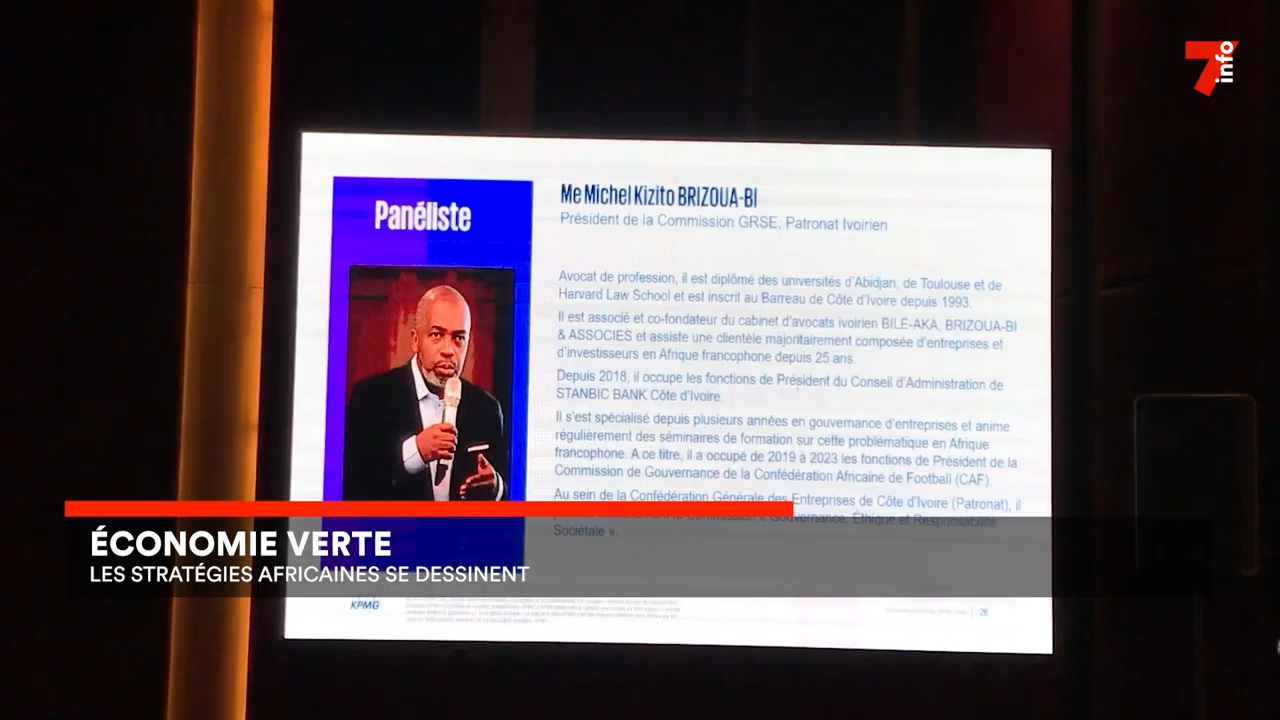 7 info
Panéliste
Me Michel Kizito BRIZOUA-BI
Président de la Commission GRSE, Patronat Ivoirien
Avocat de profession, il est diplômé des universités d'Abidjan, de Toulouse et de
Harvard Law School et est inscrit au Barreau de Côte d'Ivoire depuis 1993.
Il est associé et co-fondateur du cabinet d'avocats ivoirien BILE-AKA, BRIZOUA-BI
& ASSOCIES et assiste une clientèle majoritairement composée d'entreprises et
d'investisseurs en Afrique francophone depuis 25 ans.
Depuis 2018, il occupe les fonctions de Président du Conseil d'Administration de
STANBIC BANK Côte d'Ivoire.
Il s'est spécialisé depuis plusieurs années en gouvernance d'entreprises et anime
régulièrement des séminaires de formation sur cette problématique en Afrique
francophone. A ce titre, il a occupé de 2019 à 2023 les fonctions de Président de la
Commission de Gouvernance de la Confédération Africaine de Football (CAF).
Au sein de la Confédération Générale des Entreprises de Côte d'Ivoire (Patronat), il
Commission « Gouvernance, Éthique et Responsabilité
Sociétale ».
ÉCONOMIE VERTE
LES STRATÉGIES AFRICAINES SE DESSINENT
KPMG
26